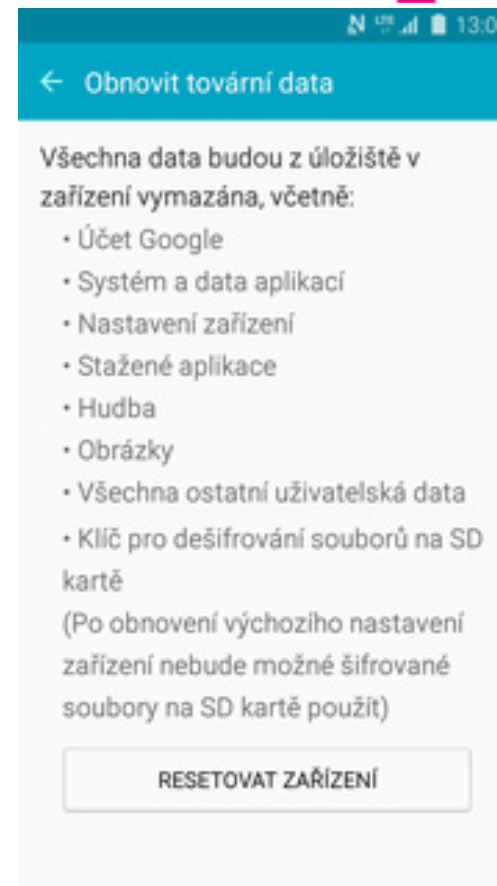 13:0
Obnovit tovární data
Všechna data budou z úložiště v
zařízení vymazána, včetně:
• Účet Google
• Systém a data aplikací
• Nastavení zařízení
• Stažené aplikace
• Hudba
• Obrázky
• Všechna ostatní uživatelská data
• Klíč pro dešifrování souborů na SD
kartě
(Po obnovení výchozího nastavení
zařízení nebude možné šifrované
soubory na SD kartě použít)
RESETOVAT ZAŘÍZENÍ